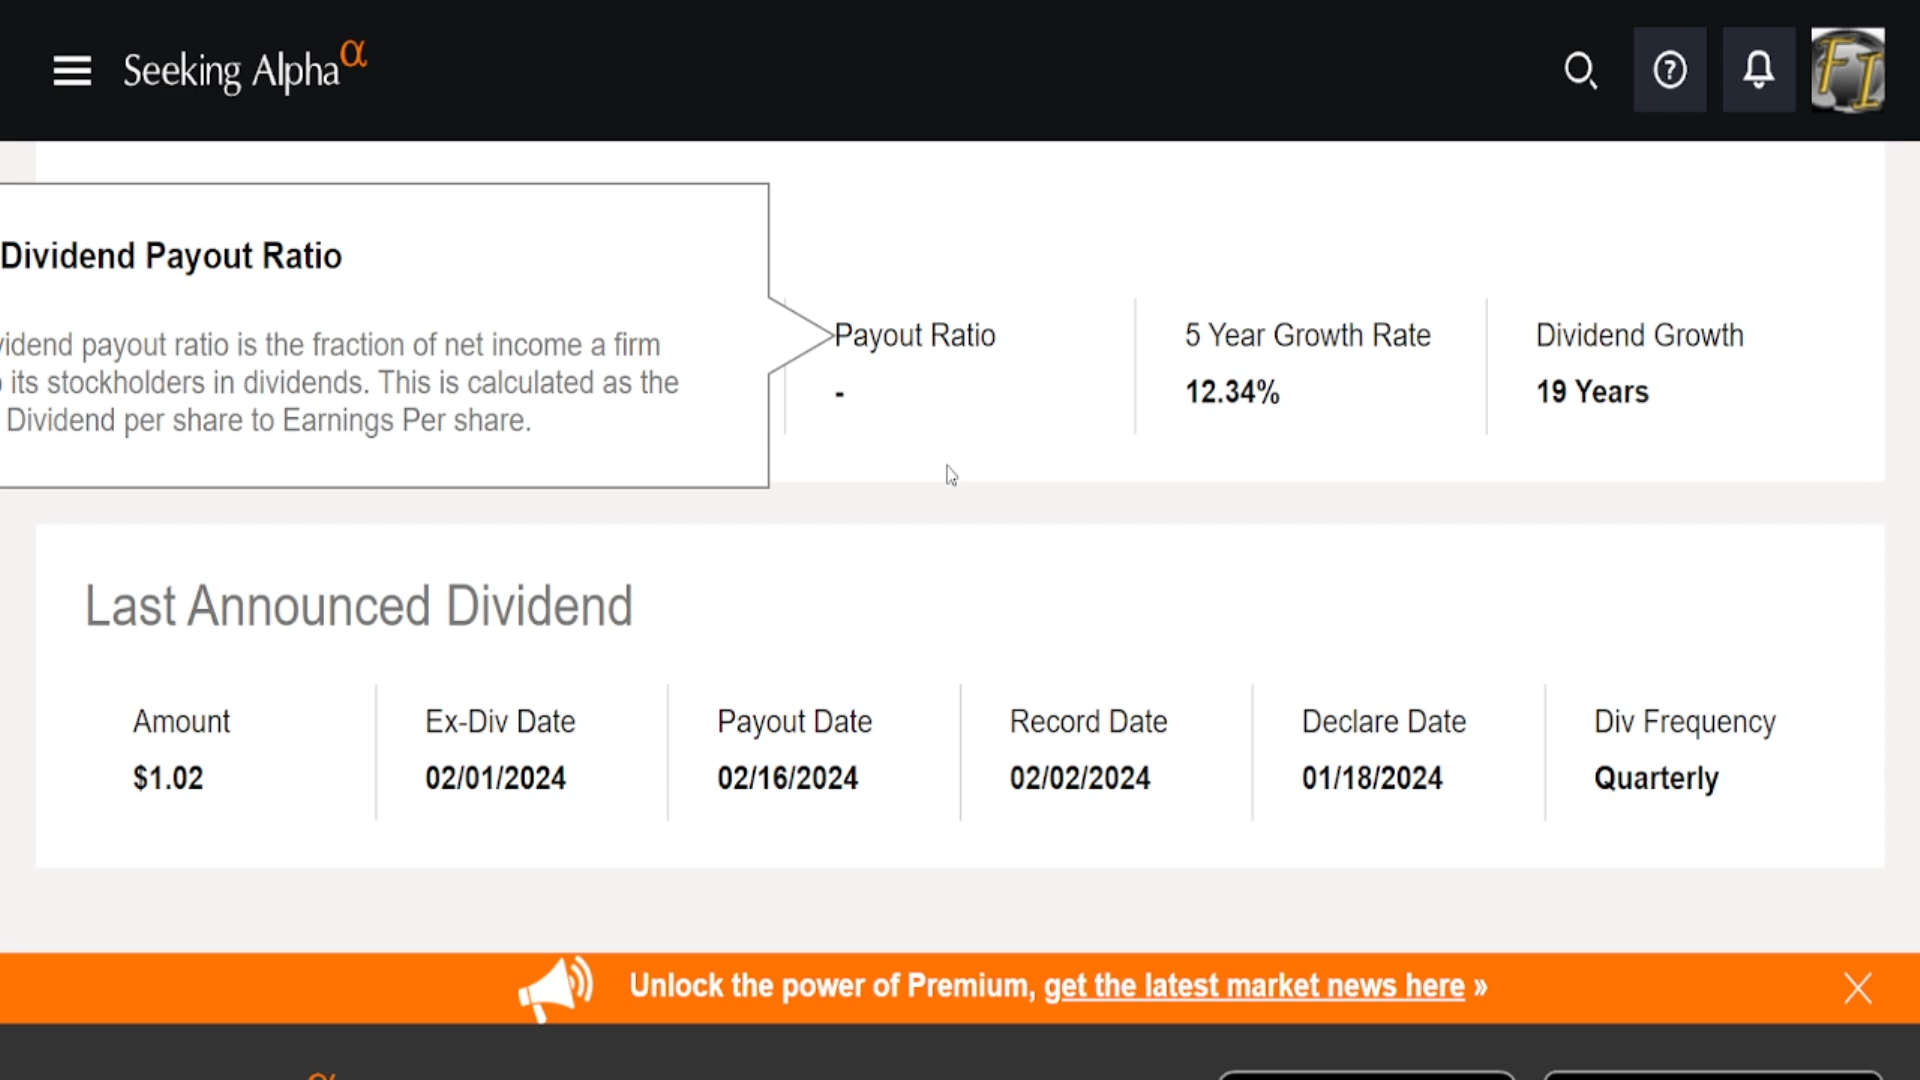 Seeking Alpha α
Dividend Payout Ratio
dividend payout ratio is the fraction of net income a firm
its stockholders in dividends. This is calculated as the
Dividend per share to Earnings Per share.
Payout Ratio
-
5 Year Growth Rate
12.34%
Dividend Growth
19 Years
Last Announced Dividend
Amount
$1.02
Ex-Div Date
02/01/2024
Payout Date
02/16/2024
Record Date
02/02/2024
Declare Date
01/18/2024
Div Frequency
Quarterly
Unlock the power of Premium, get the latest market news here »